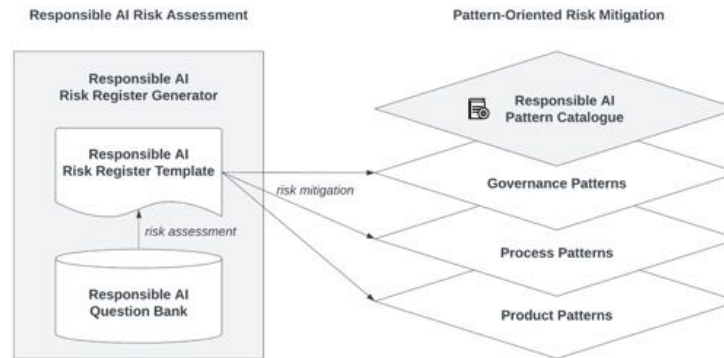 Responsible AI Risk Assessment
Pattern-Oriented Risk Mitigation
Responsible AI
Risk Register Generator
Responsible AI
Risk Register Template
risk assessment
Responsible AI
Question Bank
risk mitigation
Responsible AI
Pattern Catalogue
Governance Patterns
Process Patterns
Product Patterns